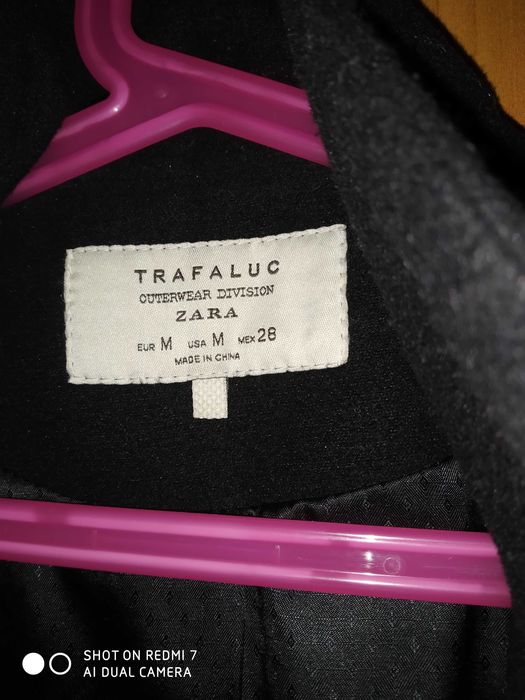 TRAFALUC
OUTERWEAR DIVISION
ZARA
EUR M USA M MEX 28
MADE IN CHINA
SHOT ON REDMI 7
AI DUAL CAMERA